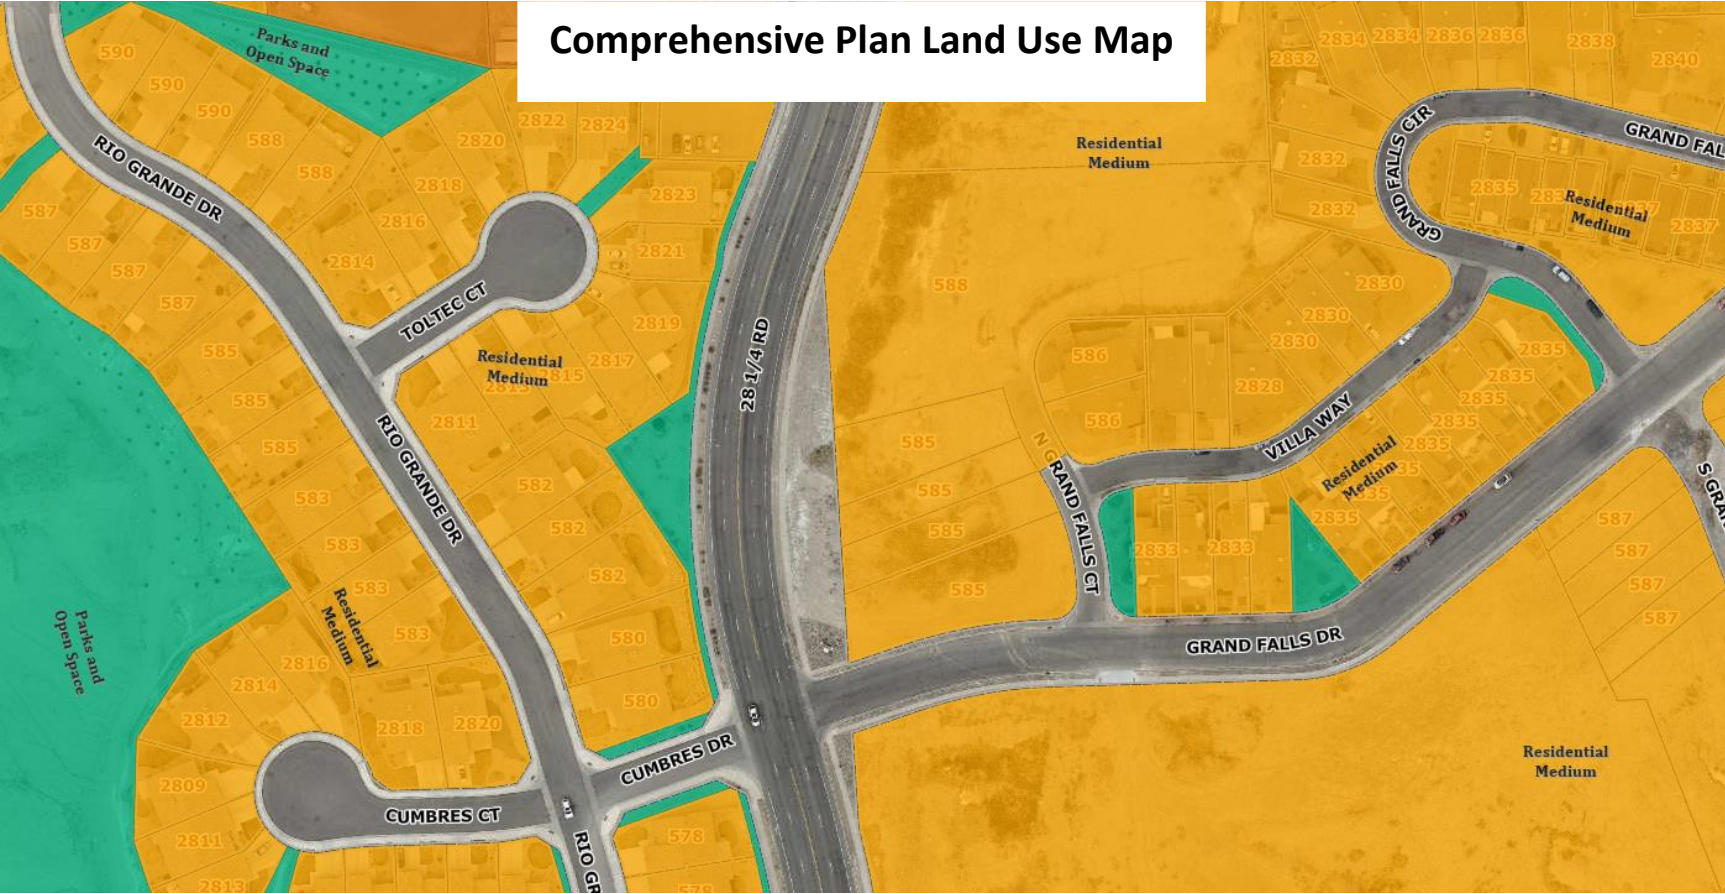 Comprehensive Plan Land Use Map
Parks and
Open Space
590
590
590
588
588
2818
2820
2822
2824
2816
2814
2823
2821
2819
2817
2815
2811
RIO GRANDE DR
TOLTEC CT
Residential
Medium
587
587
587
587
585
585
585
583
583
583
583
RIO GRANDE DR
582
582
582
580
580
28 1/4 RD
Parks and
Open Space
Residential
Medium
2816
2814
2812
2818
2820
2809
2811
2813
CUMBRES CT
CUMBRES DR
RIO GR
578
578
Residential
Medium
588
2832
2834
2834
2836
2836
2838
2840
2832
2832
GRAND FALLS CIR
GRAND FAL
2835
Residential
Medium
2837
2830
2830
2830
2828
586
586
585
585
585
585
N GRAND FALLS CT
VILLA WAY
2835
2835
2835
2835
2835
Residential
Medium
2835
2833
2833
GRAND FALLS DR
S GRA
587
587
587
587
Residential
Medium